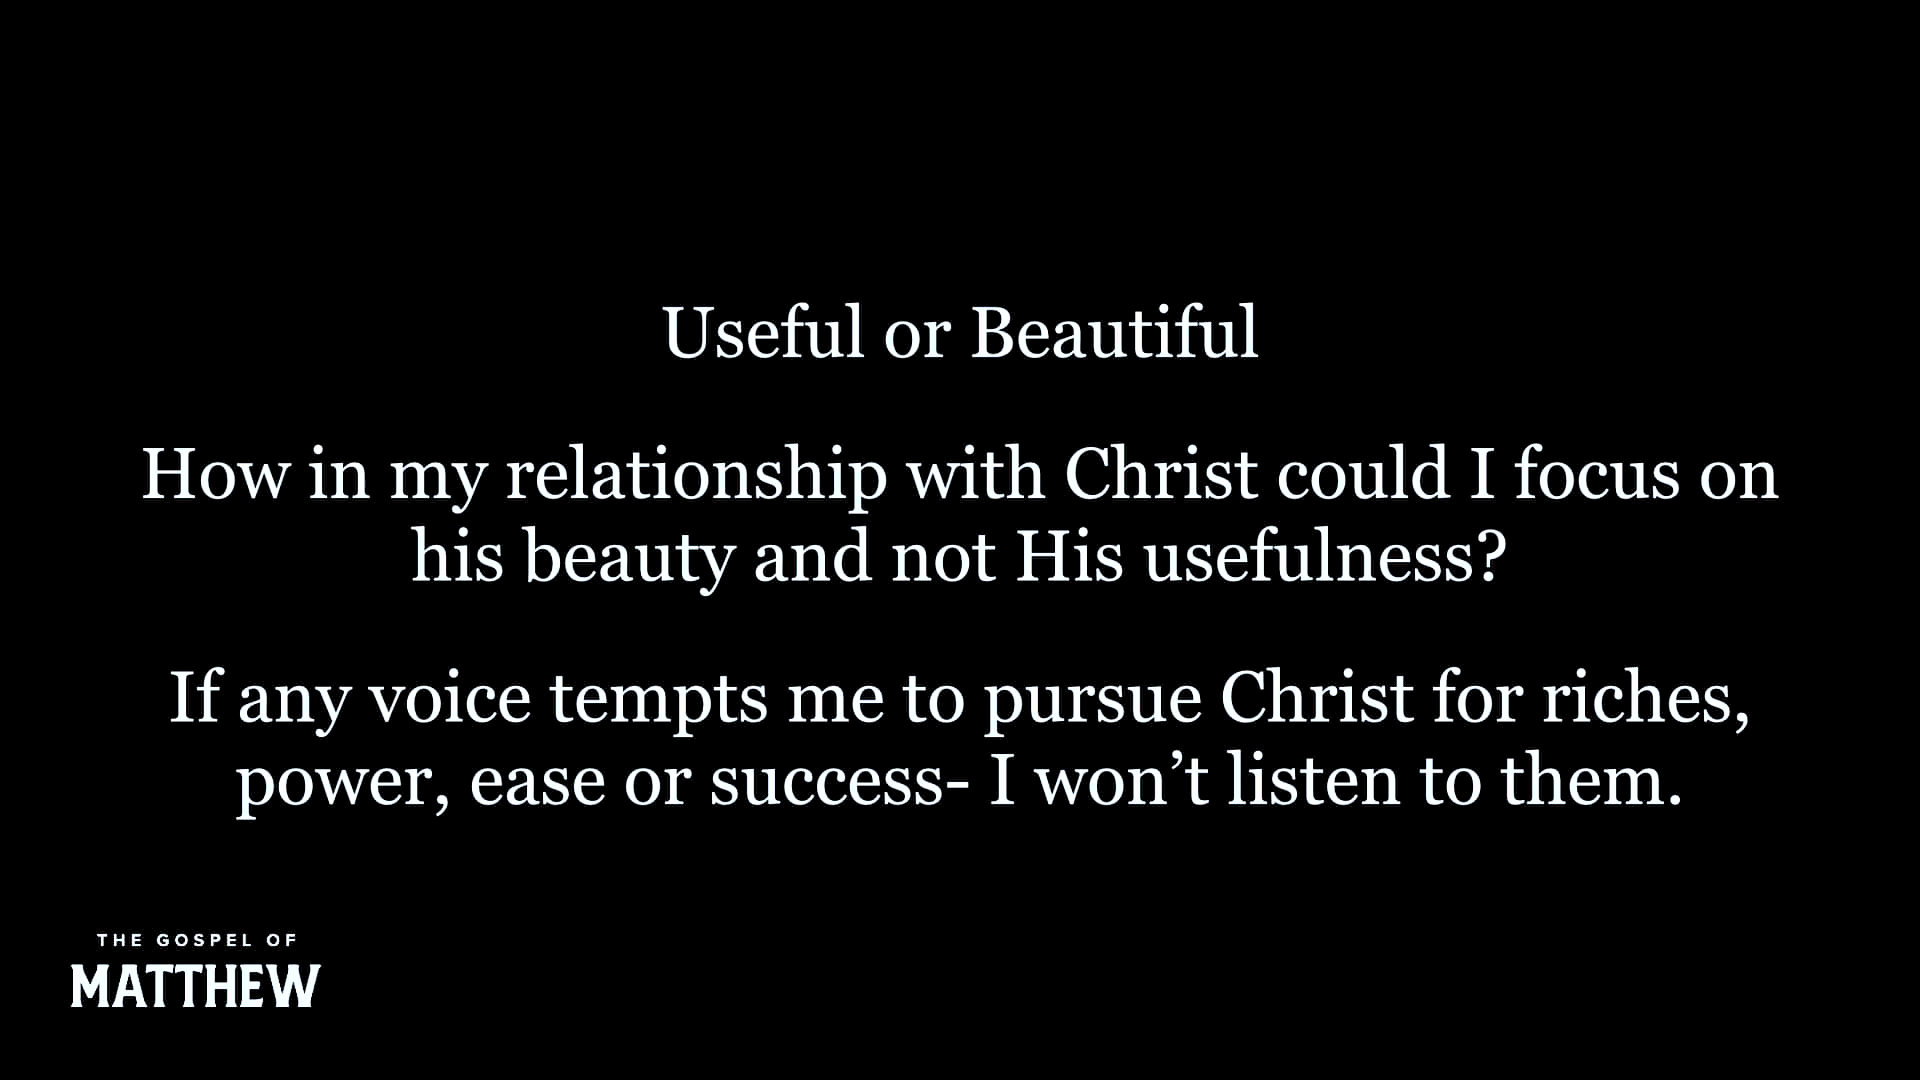 Useful or Beautiful
How in my relationship with Christ could I focus on
his beauty and not His usefulness?
If any voice tempts me to pursue Christ for riches,
power, ease or success- I won’t listen to them.
THE GOSPEL OF
MATTHEW